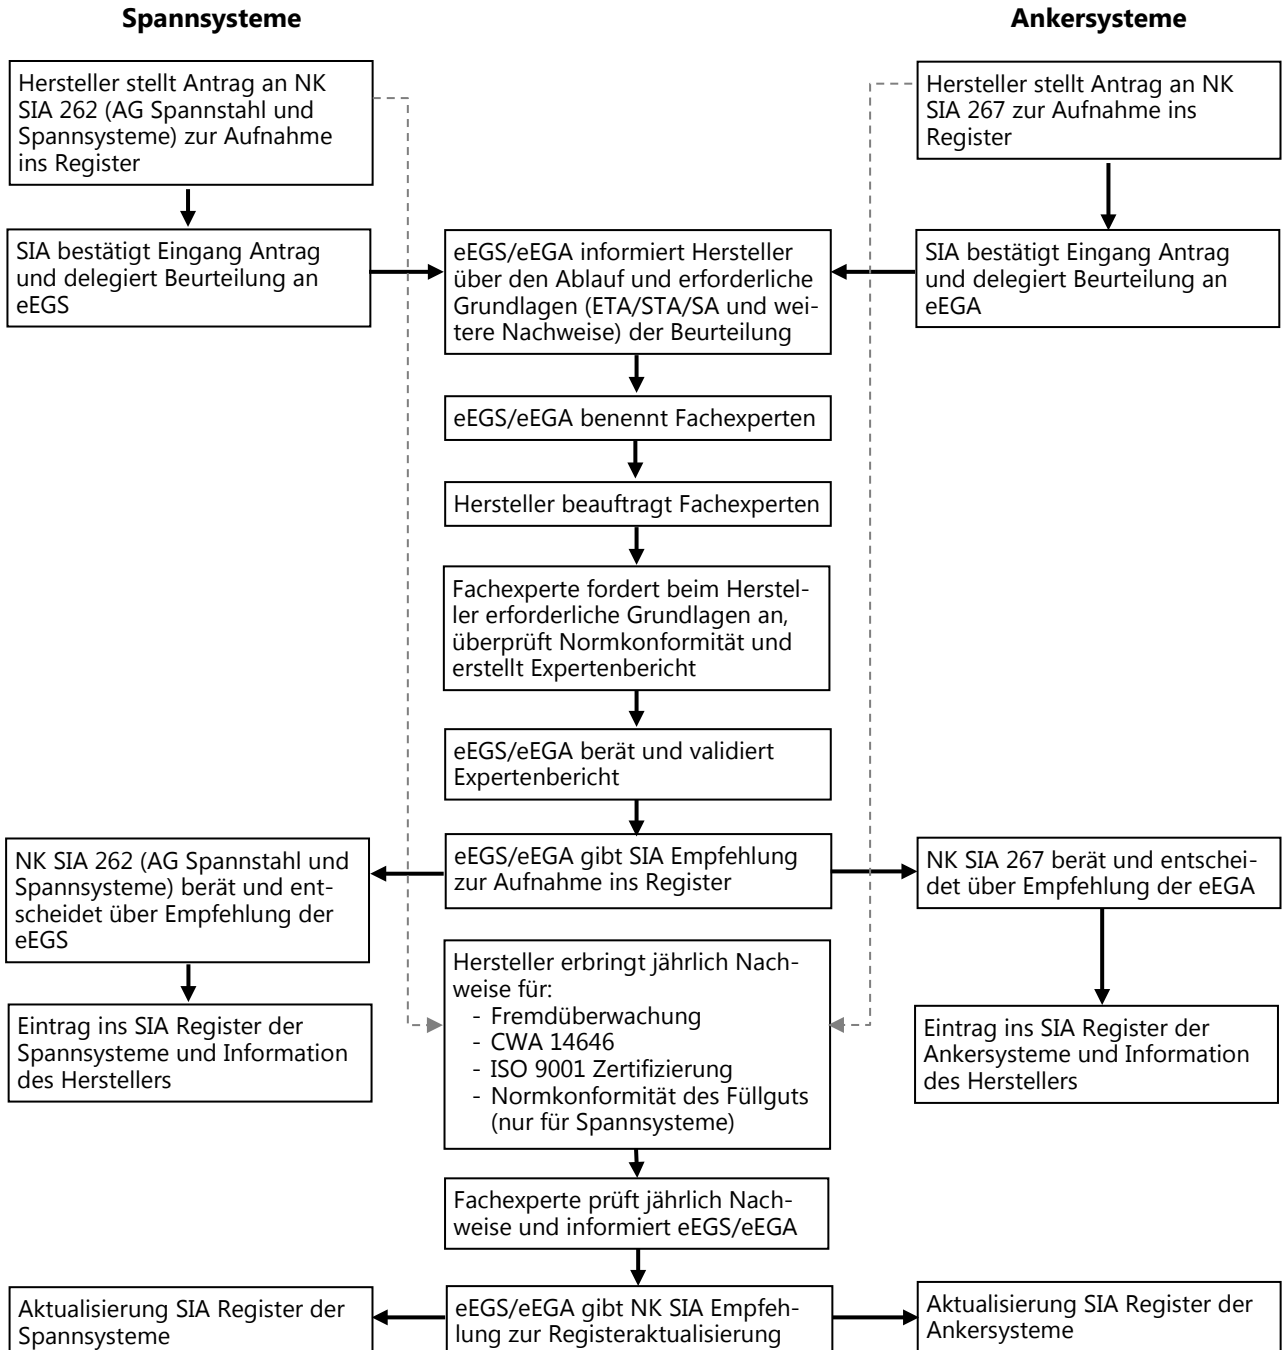 Spannsysteme
Ankersysteme
Hersteller stellt Antrag an NK
SIA 262 (AG Spannstahl und
Spannsysteme) zur Aufnahme
ins Register
Hersteller stellt Antrag an NK
SIA 267 zur Aufnahme ins
Register
SIA bestätigt Eingang Antrag
und delegiert Beurteilung an
eEGS
eEGS/eEGA informiert Hersteller
über den Ablauf und erforderliche
Grundlagen (ETA/STA/SA und wei-
tere Nachweise) der Beurteilung
SIA bestätigt Eingang Antrag
und delegiert Beurteilung an
eEGA
eEGS/eEGA benennt Fachexperten
Hersteller beauftragt Fachexperten
Fachexperte fordert beim Herstel-
ler erforderliche Grundlagen an,
überprüft Normkonformität und
erstellt Expertenbericht
eEGS/eEGA berät und validiert
Expertenbericht
NK SIA 262 (AG Spannstahl und
Spannsysteme) berät und ent-
scheidet über Empfehlung der
eEGS
eEGS/eEGA gibt SIA Empfehlung
zur Aufnahme ins Register
NK SIA 267 berät und entschei-
det über Empfehlung der eEGA
Eintrag ins SIA Register der
Spannsysteme und Information
des Herstellers
Hersteller erbringt jährlich Nach-
weise für:
- Fremdüberwachung
- CWA 14646
- ISO 9001 Zertifizierung
- Normkonformität des Füllguts
(nur für Spannsysteme)
Eintrag ins SIA Register der
Ankersysteme und Information
des Herstellers
Fachexperte prüft jährlich Nach-
weise und informiert eEGS/eEGA
Aktualisierung SIA Register der
Spannsysteme
eEGS/eEGA gibt NK SIA Empfeh-
lung zur Registeraktualisierung
Aktualisierung SIA Register der
Ankersysteme